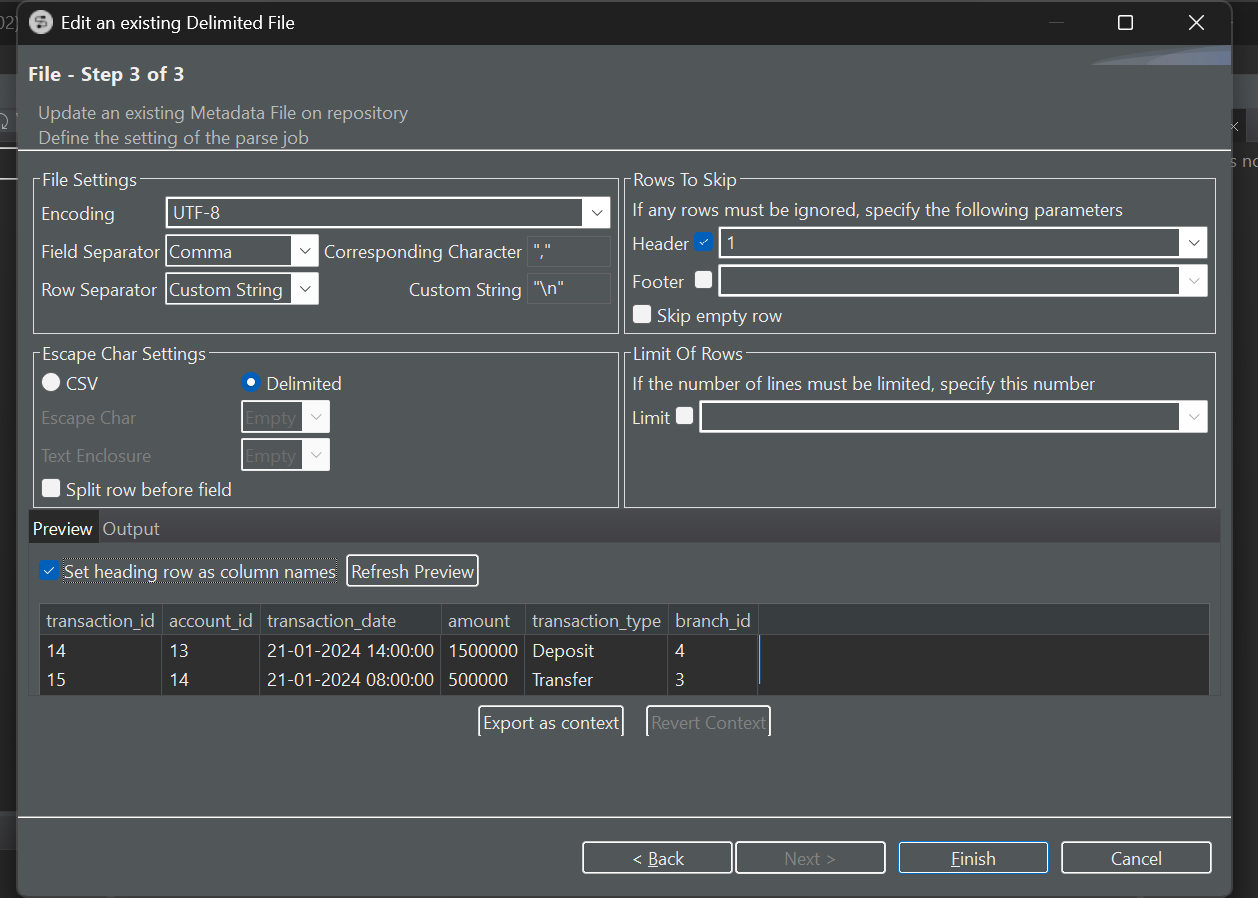 02)
Edit an existing Delimited File
File - Step 3 of 3
Update an existing Metadata File on repository
Define the setting of the parse job
s no
File Settings
Encoding UTF-8
Field Separator Comma Corresponding Character ","
Row Separator Custom String Custom String "\n"
Rows To Skip
If any rows must be ignored, specify the following parameters
Header 1
Footer
Skip empty row
Escape Char Settings
CSV Delimited
Escape Char Empty
Text Enclosure Empty
Split row before field
Limit Of Rows
If the number of lines must be limited, specify this number
Limit
Preview Output
Set heading row as column names Refresh Preview
transaction_id account_id transaction_date amount transaction_type branch_id
14 13 21-01-2024 14:00:00 1500000 Deposit 4
15 14 21-01-2024 08:00:00 500000 Transfer 3
Export as context Revert Context
< Back Next > Finish Cancel